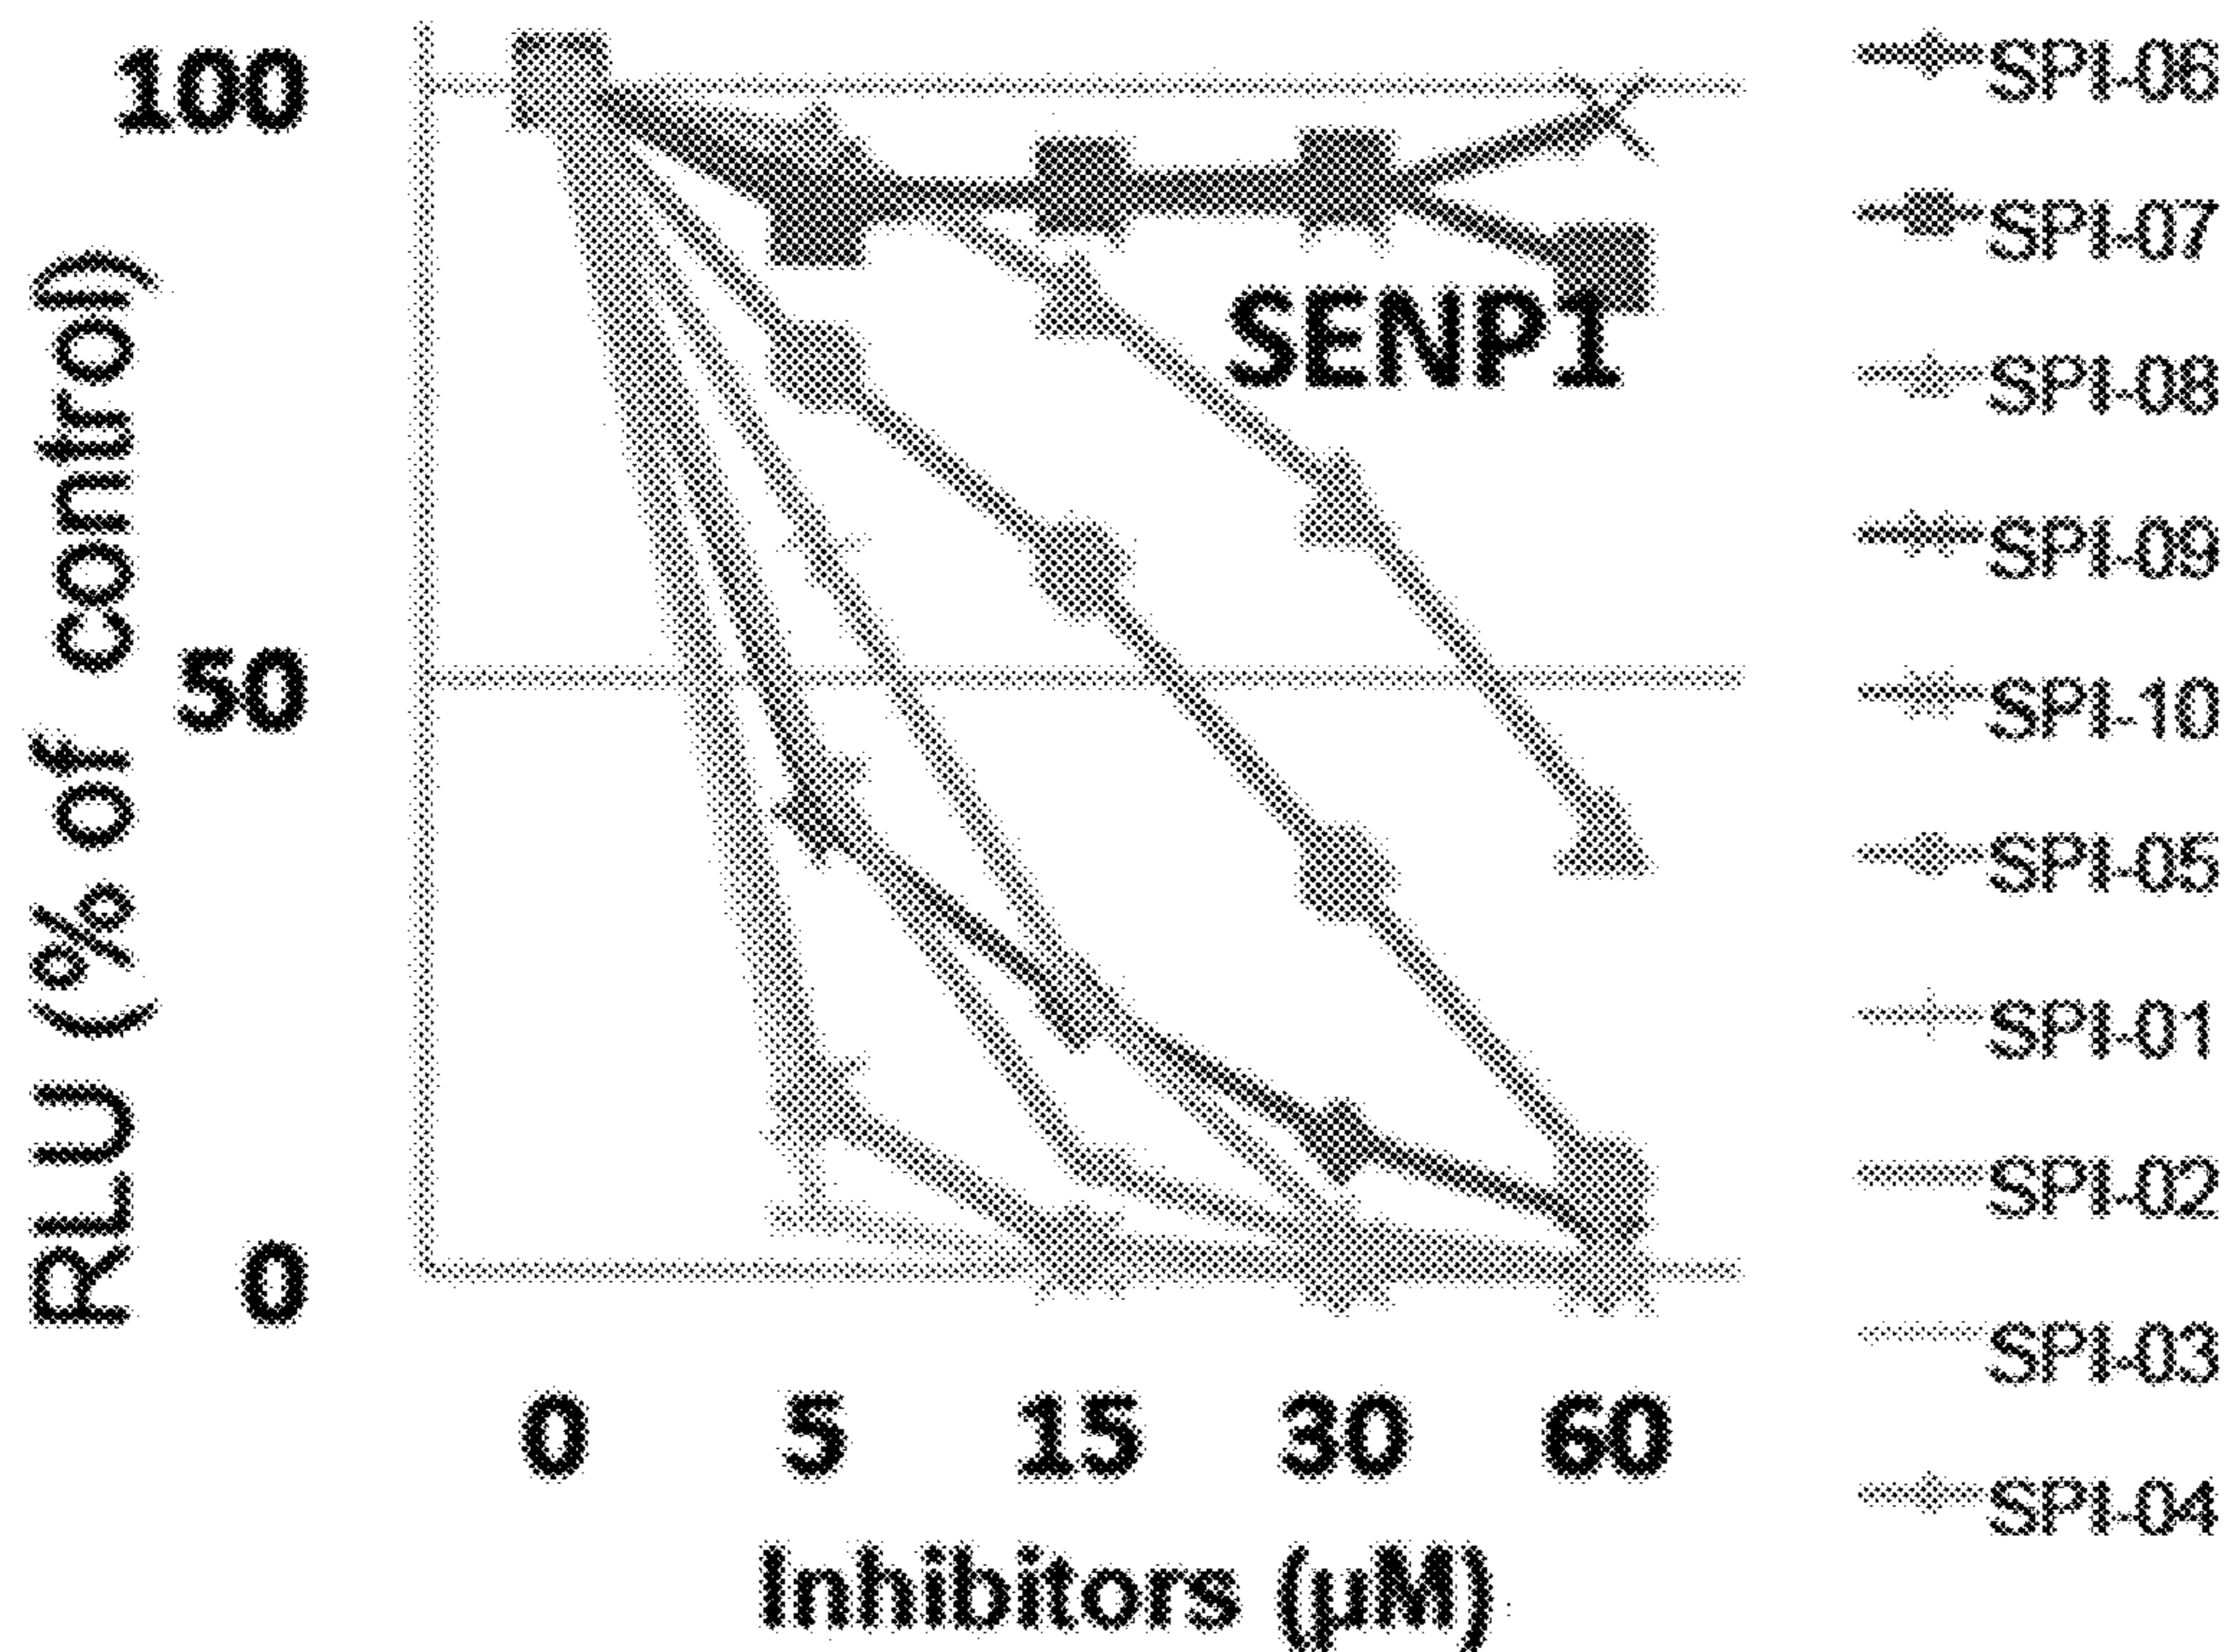 RLU (% of control)
100
50
0
SENP1
0 5 15 30 60
Inhibitors (µM)
SPI-06
SPI-07
SPI-08
SPI-09
SPI-10
SPI-05
SPI-01
SPI-02
SPI-03
SPI-04